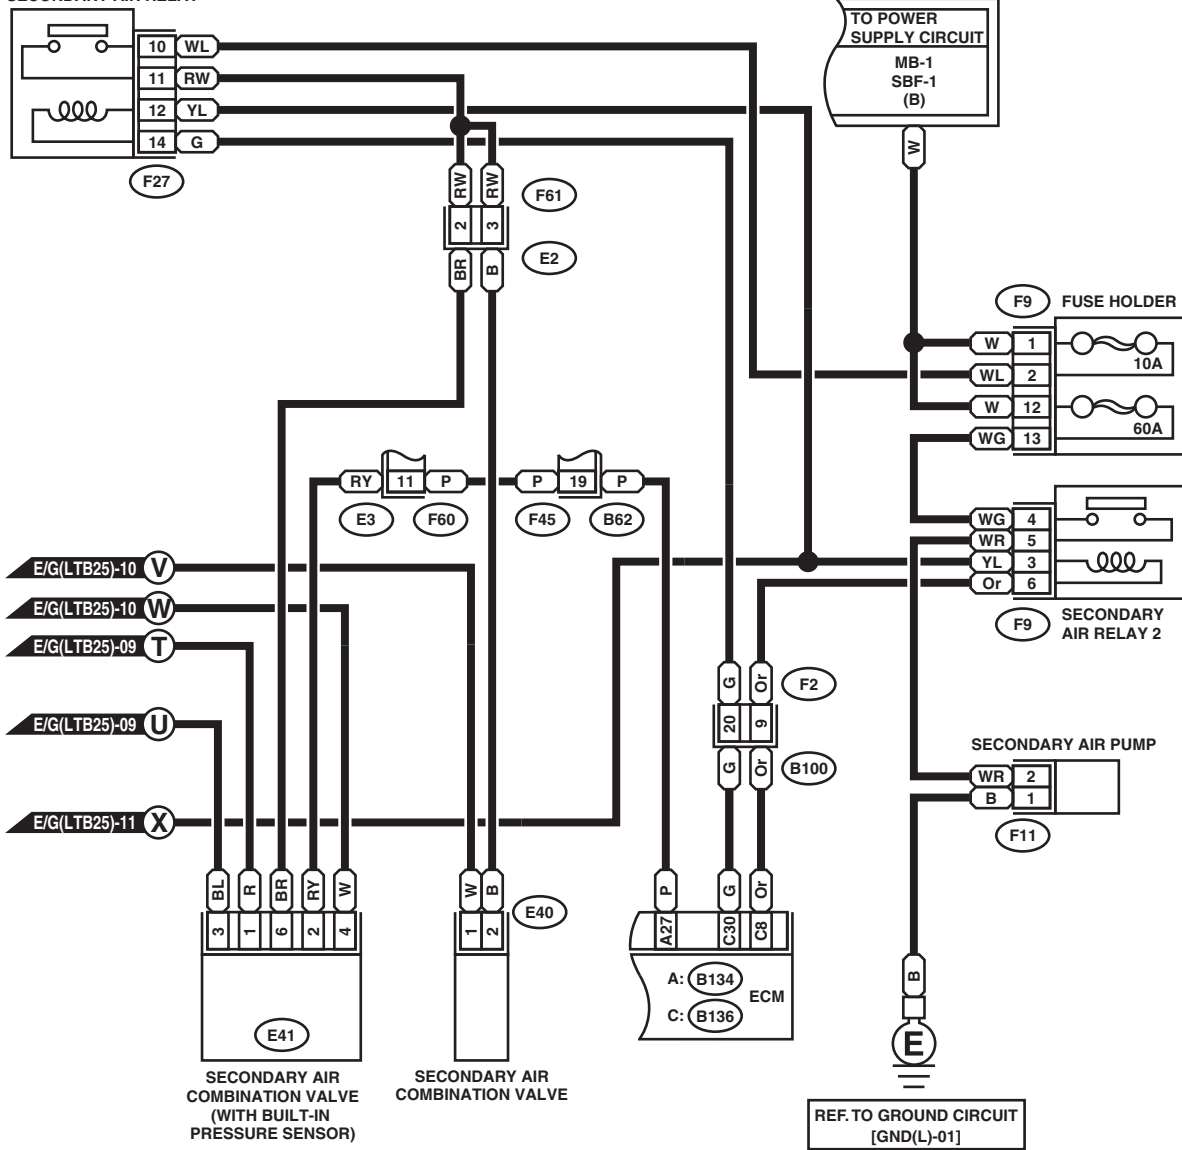 TO POWER
SUPPLY CIRCUIT
MB-1
SBF-1
(B)
W
10 WL
11 RW
12 YL
14 G
F27
RW RW
F61
2 3
E2
BR B
F9 FUSE HOLDER
W 1
WL 2
10A
W 12
60A
WG 13
RY 11 P
P 19 P
E3 F60 F45 B62
WG 4
WR 5
YL 3
Or 6
F9 SECONDARY
AIR RELAY 2
E/G(LTB25)-10 V
E/G(LTB25)-10 W
E/G(LTB25)-09 T
E/G(LTB25)-09 U
E/G(LTB25)-11 X
G Or
F2
20 9
G Or
B100
SECONDARY AIR PUMP
WR 2
B 1
F11
BL R BR RY W
3 1 6 2 4
E41
SECONDARY AIR
COMBINATION VALVE
(WITH BUILT-IN
PRESSURE SENSOR)
W B
E40
1 2
SECONDARY AIR
COMBINATION VALVE
P G Or
A27 C30 C8
A: B134
ECM
C: B136
B
E
REF. TO GROUND CIRCUIT
[GND(L)-01]